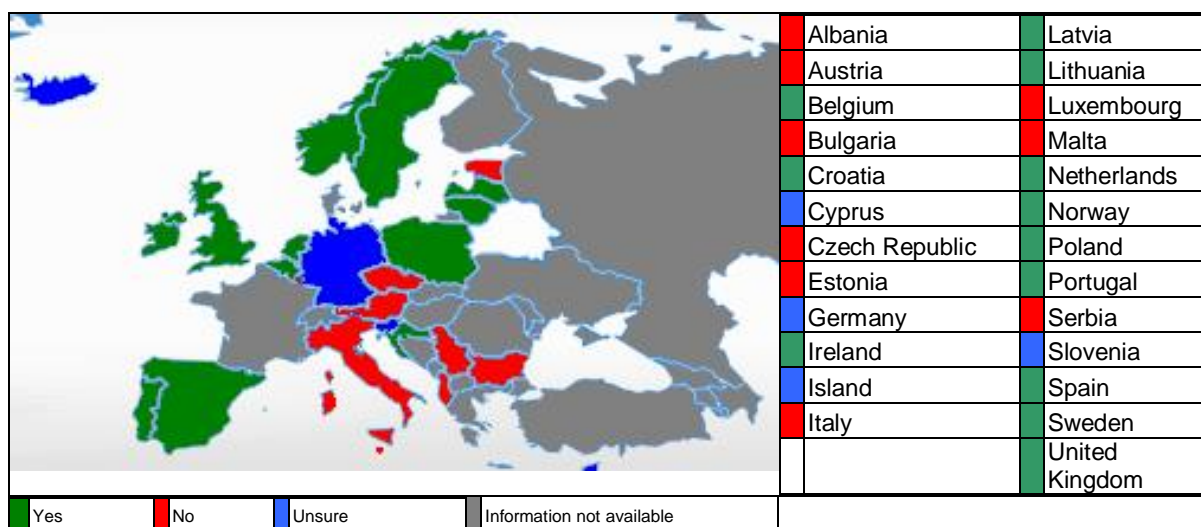 Albania Latvia
Austria Lithuania
Belgium Luxembourg
Bulgaria Malta
Croatia Netherlands
Cyprus Norway
Czech Republic Poland
Estonia Portugal
Germany Serbia
Ireland Slovenia
Island Spain
Italy Sweden
United
Kingdom
Yes No Unsure Information not available